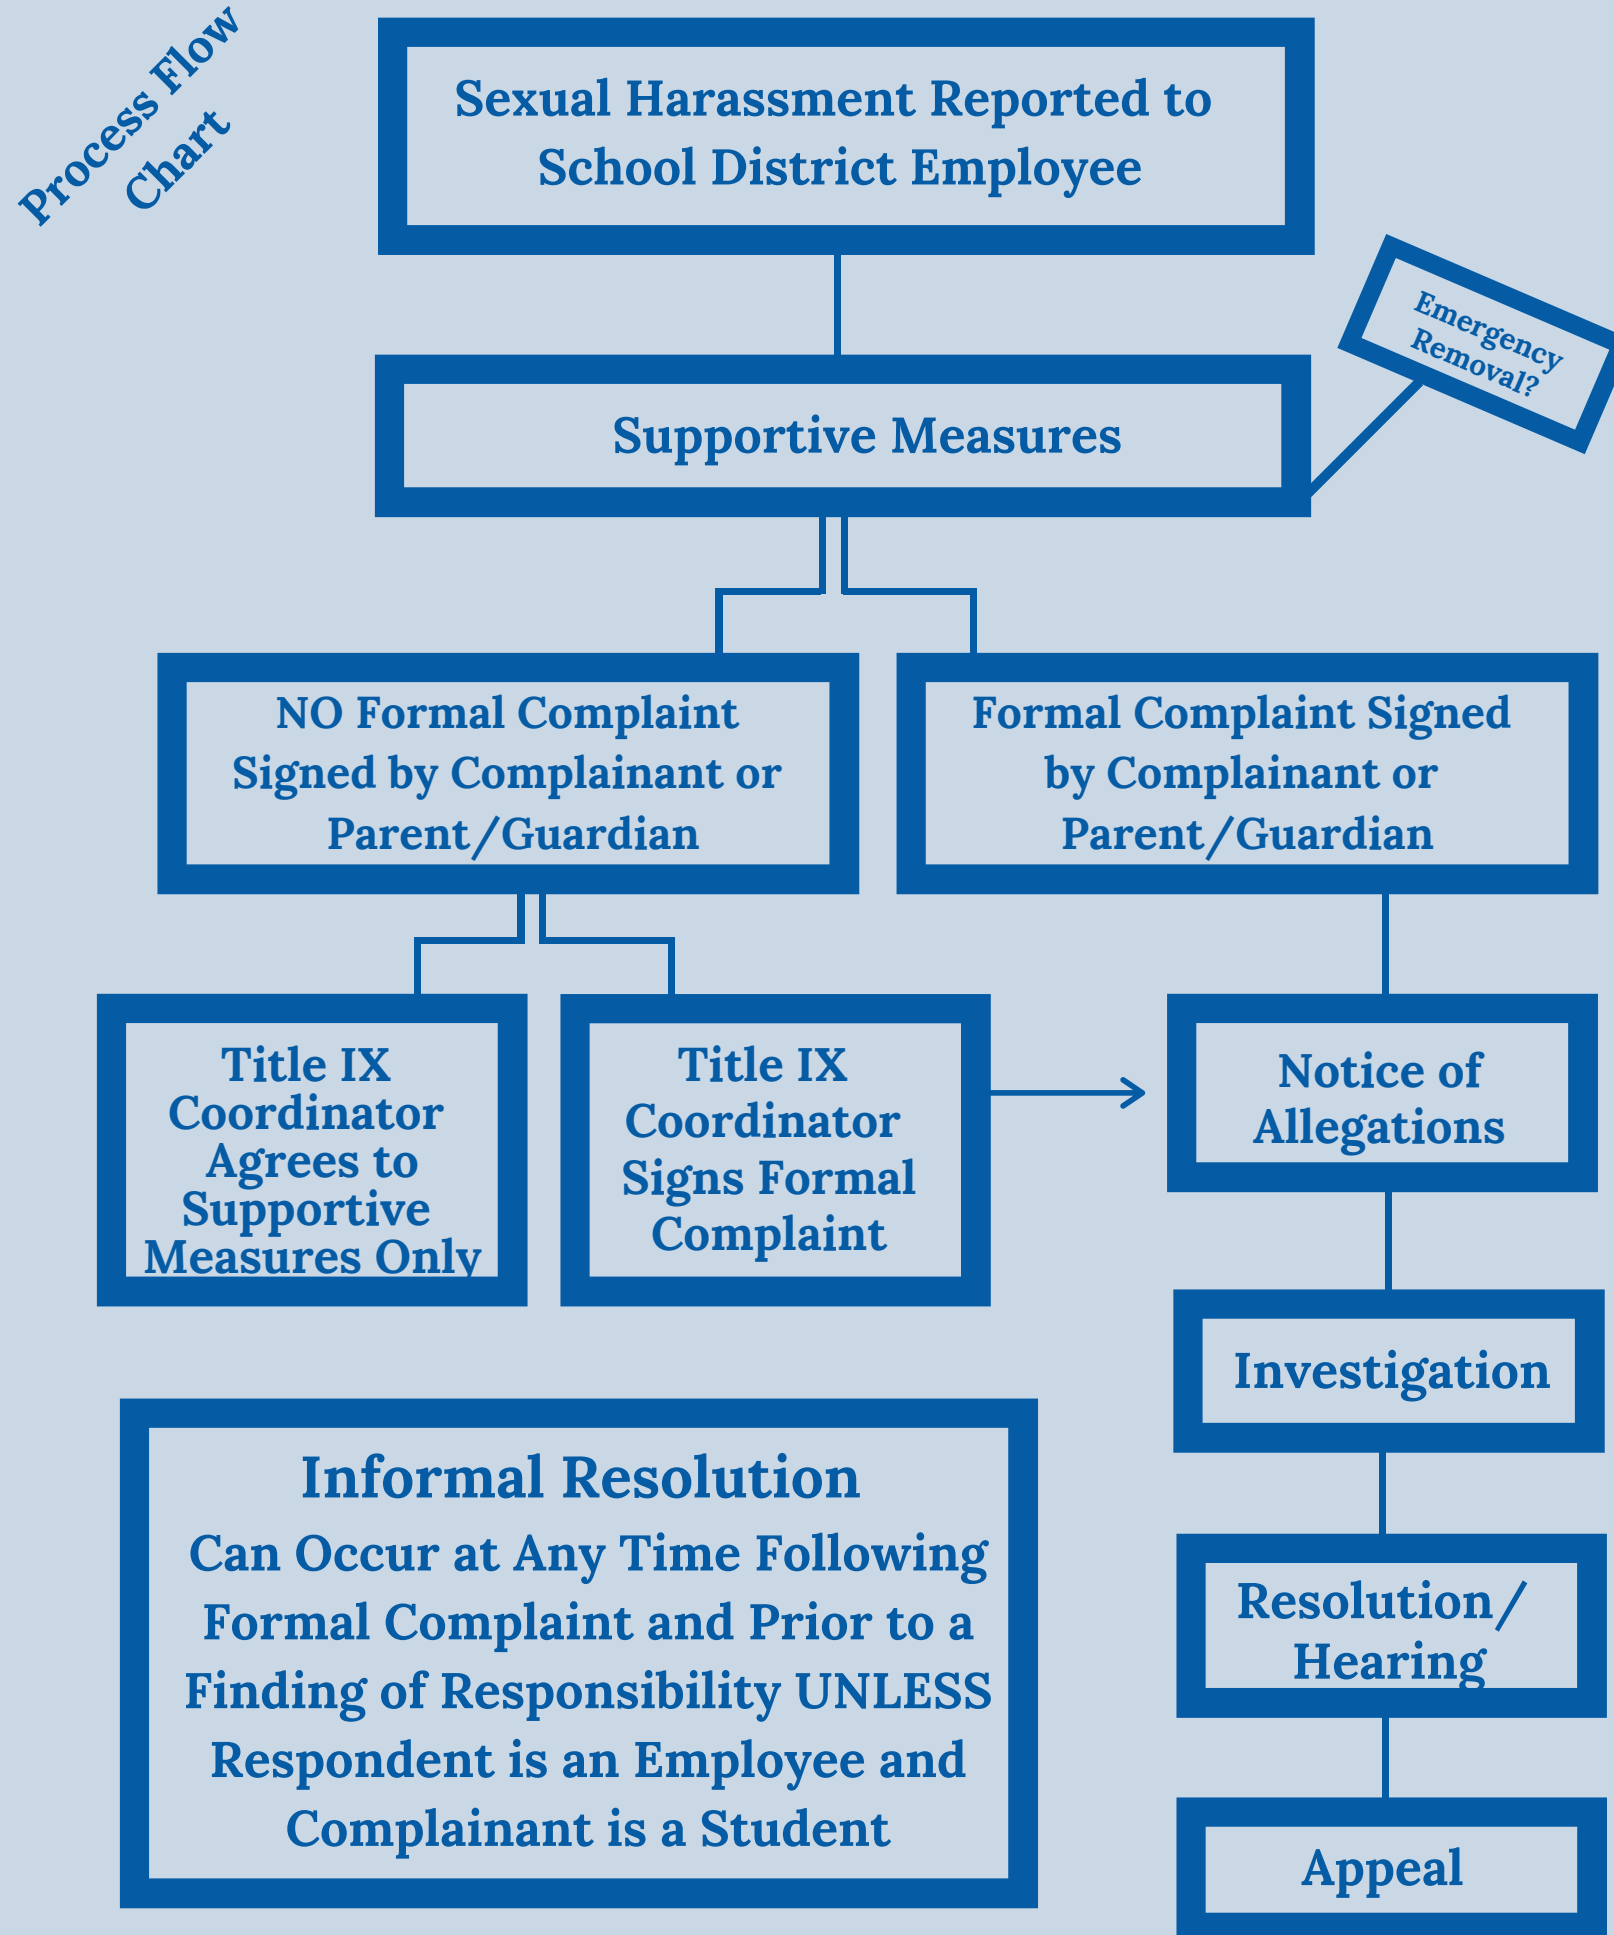 Process Flow
Chart
Sexual Harassment Reported to
School District Employee
Emergency
Removal?
Supportive Measures
NO Formal Complaint
Signed by Complainant or
Parent/Guardian
Formal Complaint Signed
by Complainant or
Parent/Guardian
Title IX
Coordinator
Agrees to
Supportive
Measures Only
Title IX
Coordinator
Signs Formal
Complaint
Notice of
Allegations
Investigation
Informal Resolution
Can Occur at Any Time Following
Formal Complaint and Prior to a
Finding of Responsibility UNLESS
Respondent is an Employee and
Complainant is a Student
Resolution/
Hearing
Appeal